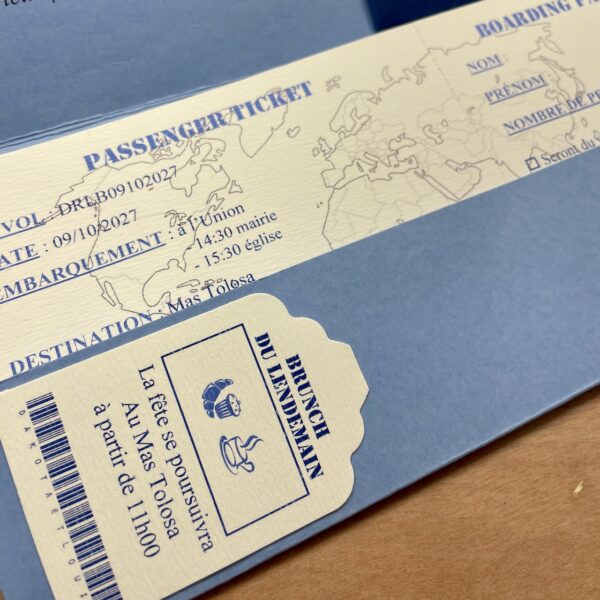 PASSENGER TICKET
VOL : DRLB09102027
DATE : 09/10/2027
EMBARQUEMENT : à l'Union
- 14:30 mairie
- 15:30 église
DESTINATION : Mas Tolosa
BOARDING
NOM :
PRÉNOM
NOMBRE DE
Seront du
BRUNCH
DU LENDEMAIN
La fête se poursuivra
Au Mas Tolosa
à partir de 11h00
DAKOTAETLOUI